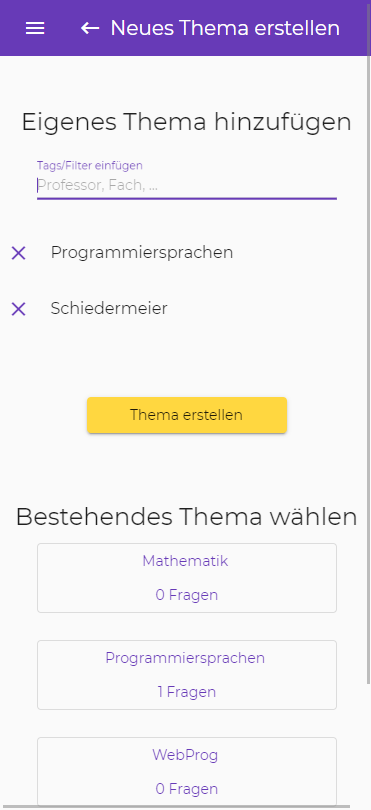 Neues Thema erstellen
Eigenes Thema hinzufügen
Tags/Filter einfügen
Professor, Fach, ...
Programmiersprachen
Schiedermeier
Thema erstellen
Bestehendes Thema wählen
Mathematik
0 Fragen
Programmiersprachen
1 Fragen
WebProg
0 Fragen